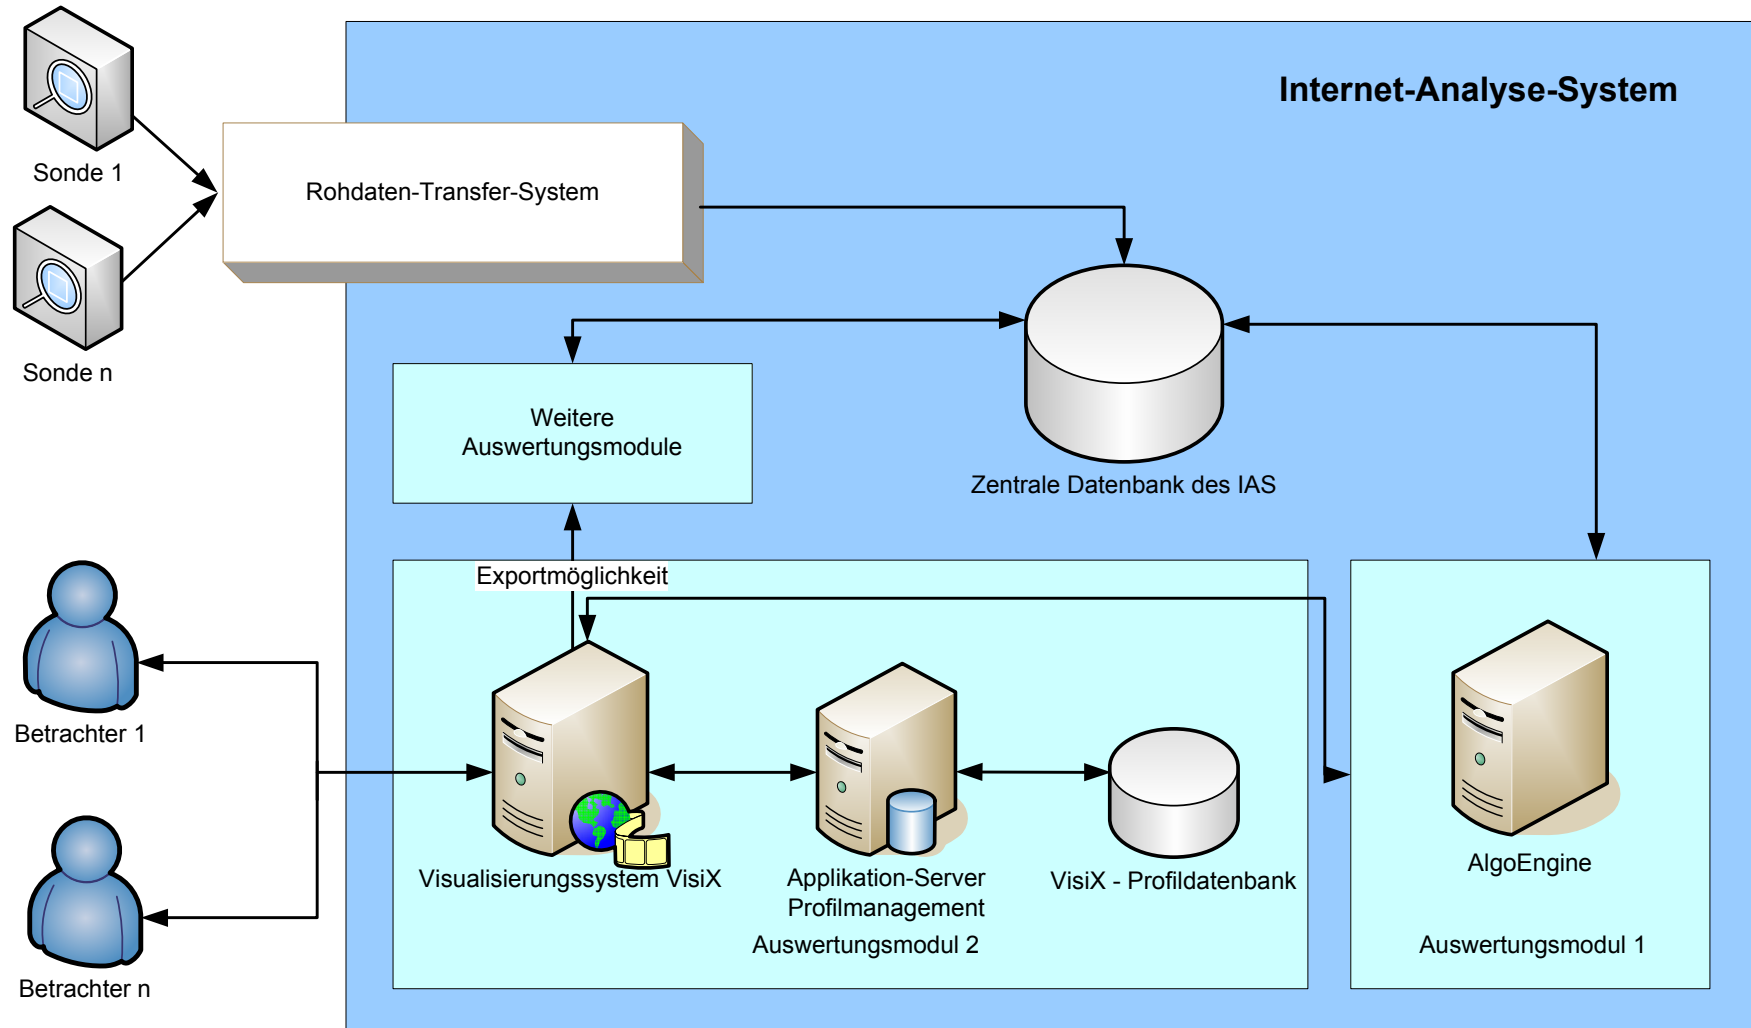 Internet-Analyse-System
Sonde 1
Rohdaten-Transfer-System
Sonde n
Weitere
Auswertungsmodule
Zentrale Datenbank des IAS
Exportmöglichkeit
Betrachter 1
Visualisierungssystem VisiX
Applikation-Server
Profilmanagement
VisiX - Profildatenbank
AlgoEngine
Auswertungsmodul 2
Auswertungsmodul 1
Betrachter n